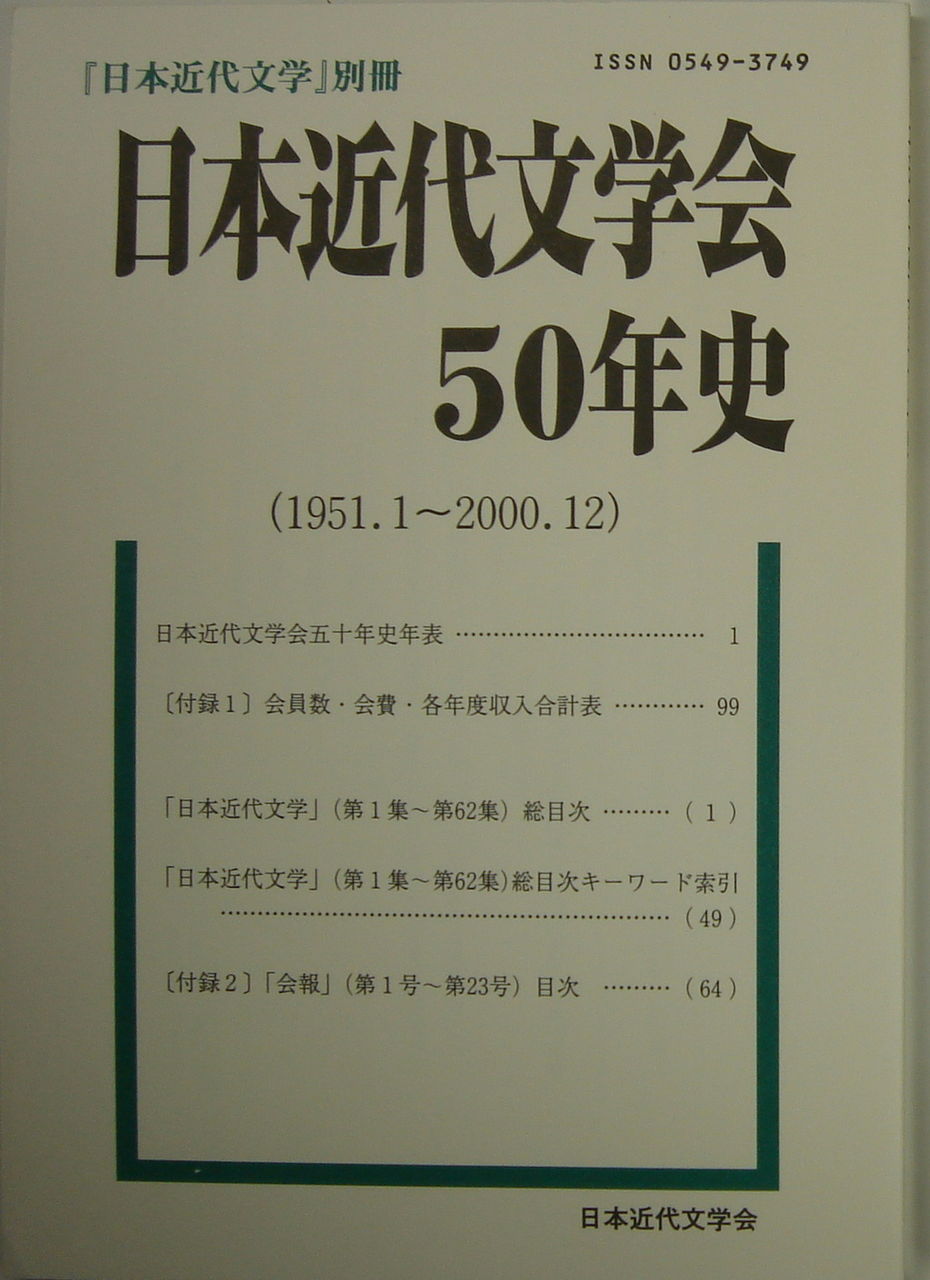 『日本近代文学』別冊
ISSN 0549-3749
日本近代文学会
50年史
(1951.1～2000.12)
日本近代文学会五十年史年表 ………………………… 1
〔付録1〕会員数・会費・各年度収入合計表 ………… 99
「日本近代文学」(第1集～第62集) 総目次 ……… ( 1 )
「日本近代文学」(第1集～第62集)総目次キーワード索引
…………………………………………………… (49)
〔付録2〕「会報」(第1号～第23号) 目次 ……… (64)
日本近代文学会